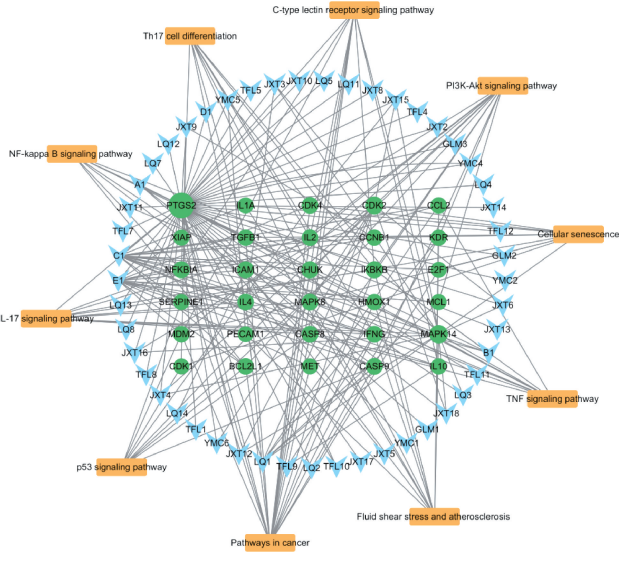 C-type lectin receptor signaling pathway
Th17 cell differentiation
PI3K-Akt signaling pathway
NF-kappa B signaling pathway
Cellular senescence
IL-17 signaling pathway
TNF signaling pathway
p53 signaling pathway
Fluid shear stress and atherosclerosis
Pathways in cancer
JXT10
LQ5
LQ11
JXT8
JXT15
TFL4
JXT2
GLM3
YMC4
LQ4
JXT14
TFL12
GLM2
YMC2
JXT6
JXT13
B1
TFL11
LQ3
JXT18
GLM1
YMC1
JXT5
JXT17
TFL10
LQ2
TFL9
LQ1
JXT12
YMC6
TFL1
LQ14
JXT4
TFL8
JXT16
LQ8
LQ13
E1
C1
TFL7
JXT11
A1
LQ7
LQ12
JXT9
D1
YMC5
TFL5
JXT3
PTGS2 IL1A CDK4 CDK2 CCL2
XIAP TGFB1 IL2 CCNB1 KDR
NFKBIA ICAM1 CHUK IKBKB E2F1
SERPINE1 IL4 MAPK8 HMOX1 MCL1
MDM2 PECAM1 CASP3 IFNG MAPK14
CDK1 BCL2L1 MET CASP9 IL10